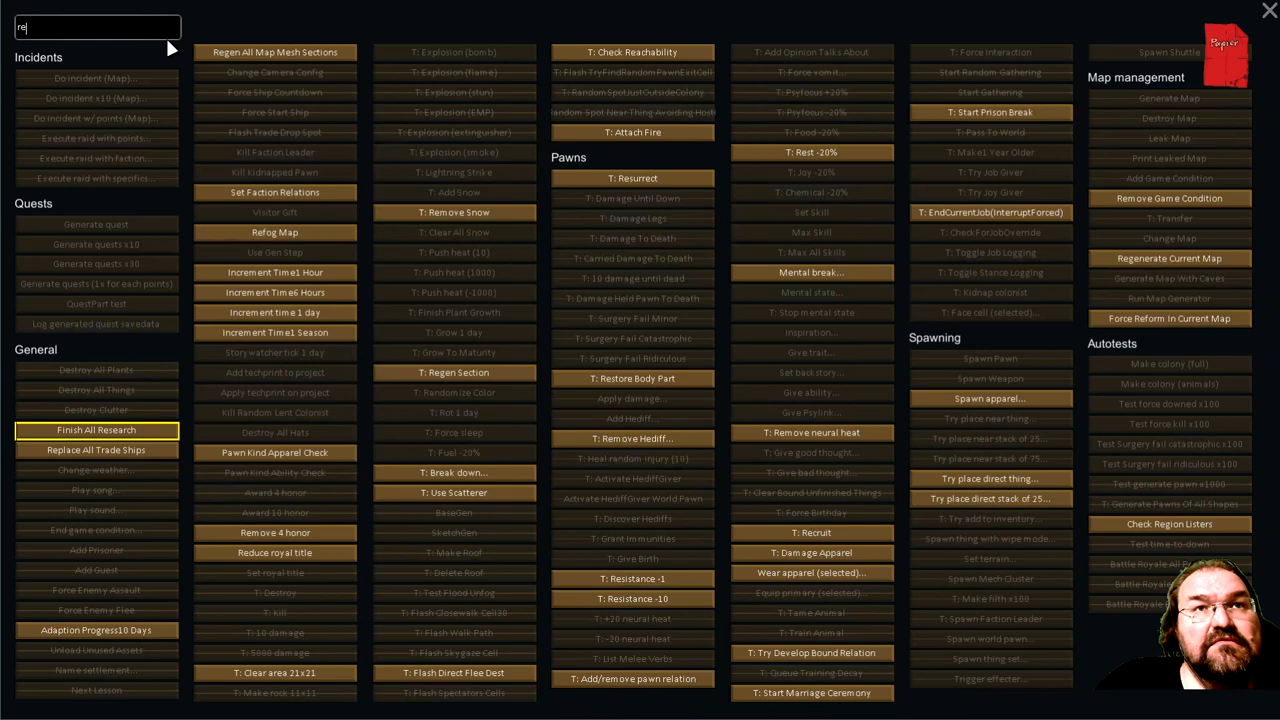 re
Incidents
Do incident (Map)...
Do incident x10 (Map)...
Do incident w/ points (Map)...
Execute raid with points...
Execute raid with faction...
Execute raid with specifics...
Quests
Generate quest
Generate quests x10
Generate quests x30
Generate quests (1x for each points)
QuestPart test
Log generated quest savedata
General
Destroy All Plants
Destroy All Things
Destroy Clutter
Finish All Research
Replace All Trade Ships
Change weather...
Play song...
Play sound...
End game condition...
Add Prisoner
Add Guest
Force Enemy Assault
Force Enemy Flee
Adaption Progress10 Days
Unload Unused Assets
Name settlement...
Next Lesson
Regen All Map Mesh Sections
Change Camera Config
Force Ship Countdown
Force Start Ship
Flash Trade Drop Spot
Kill Faction Leader
Kill Kidnapped Pawn
Set Faction Relations
Visitor Gift
Refog Map
Use Gen Step
Increment Time1 Hour
Increment Time6 Hours
Increment time 1 day
Increment Time1 Season
Storywatcher tick 1 day
Add techprint to project
Apply techprint on project
Kill Random Lent Colonist
Destroy All Hats
Pawn Kind Apparel Check
Pawn Kind Ability Check
Award 4 honor
Award 10 honor
Remove 4 honor
Reduce royal title
Set royal title
T: Destroy
T: Kill
T: 10 damage
T: 5000 damage
T: Clear area 21x21
T: Make rock 11x11
T: Explosion (bomb)
T: Explosion (flame)
T: Explosion (stun)
T: Explosion (EMP)
T: Explosion (extinguisher)
T: Explosion (smoke)
T: Lightning Strike
T: Add Snow
T: Remove Snow
T: Clear All Snow
T: Push heat (10)
T: Push heat (1000)
T: Push heat (-1000)
T: Finish Plant Growth
T: Grow 1 day
T: Grow To Maturity
T: Regen Section
T: Randomize Color
T: Rot 1 day
T: Force sleep
T: Fuel -20%
T: Break down...
T: Use Scatterer
BaseGen
SketchGen
T: Make Roof
T: Delete Roof
T: Test Flood Unfog
T: Flash Closewalk Cell30
T: Flash Walk Path
T: Flash Skygaze Cell
T: Flash Direct Flee Dest
T: Flash Spectators Cells
T: Check Reachability
T: Flash TryFindRandomPawnExitCell
T: RandomSpotJustOutsideColony
Random Spot Near Thing Avoiding Host
T: Attach Fire
Pawns
T: Resurrect
T: Damage Until Down
T: Damage Legs
T: Damage To Death
T: Carried Damage To Death
T: 10 damage until dead
T: Damage Held Pawn To Death
T: Surgery Fail Minor
T: Surgery Fail Catastrophic
T: Surgery Fail Ridiculous
T: Restore Body Part
Apply damage...
Add Hediff...
T: Remove Hediff...
T: Heal random injury (10)
T: Activate HediffGiver
Activate HediffGiver World Pawn
T: Discover Hediffs
T: Grant Immunities
T: Give Birth
T: Resistance -1
T: Resistance -10
T: +20 neural heat
T: -20 neural heat
T: List Melee Verbs
T: Add/remove pawn relation
T: Add Opinion Talks About
T: Force vomit...
T: Psyfocus +20%
T: Psyfocus -20%
T: Food -20%
T: Rest -20%
T: Joy -20%
T: Chemical -20%
Set Skill
Max Skill
T: Max All Skills
Mental break...
Mental state...
T: Stop mental state
Inspiration...
Give trait...
Set backstory...
Give ability...
Give Psylink...
T: Remove neural heat
T: Give good thought...
T: Give bad thought...
T: Clear Bound Unfinished Things
T: Force Birthday
T: Recruit
T: Damage Apparel
Wear apparel (selected)...
Equip primary (selected)...
T: Tame Animal
T: Train Animal
T: Try Develop Bound Relation
T: Queue Training Decay
T: Start Marriage Ceremony
T: Force Interaction
Start Random Gathering
Start Gathering
T: Start Prison Break
T: Pass To World
T: Make1 Year Older
T: Try Job Giver
T: Try Joy Giver
T: EndCurrentJob(InterruptForced)
T: CheckForJobOverride
T: Toggle Job Logging
T: Toggle Stance Logging
T: Kidnap colonist
T: Face cell (selected)...
Spawning
Spawn Pawn
Spawn Weapon
Spawn apparel...
Try place near thing...
Try place near stack of 25...
Try place near stack of 75...
Try place direct thing...
Try place direct stack of 25...
Try add to inventory...
Spawn thing with wipe mode...
Set terrain...
Spawn Mech Cluster
T: Make filth x100
T: Spawn Faction Leader
Spawn world pawn...
Spawn thing set...
Trigger effecter...
Spawn Shuttle
Papier
Map management
Generate Map
Destroy Map
Leak Map
Print Leaked Map
Add Game Condition
Remove Game Condition
T: Transfer
Change Map
Regenerate Current Map
Generate Map With Caves
Run Map Generator
Force Reform In Current Map
Autotests
Make colony (full)
Make colony (animals)
Test force downed x100
Test force kill x100
Test Surgery fail catastrophic x100
Test Surgery fail ridiculous x100
Test generate pawn x1000
T: Generate Pawns Of All Shapes
Check Region Listers
Test time-to-down
Battle Royale All
Battle Royale
Battle Royale